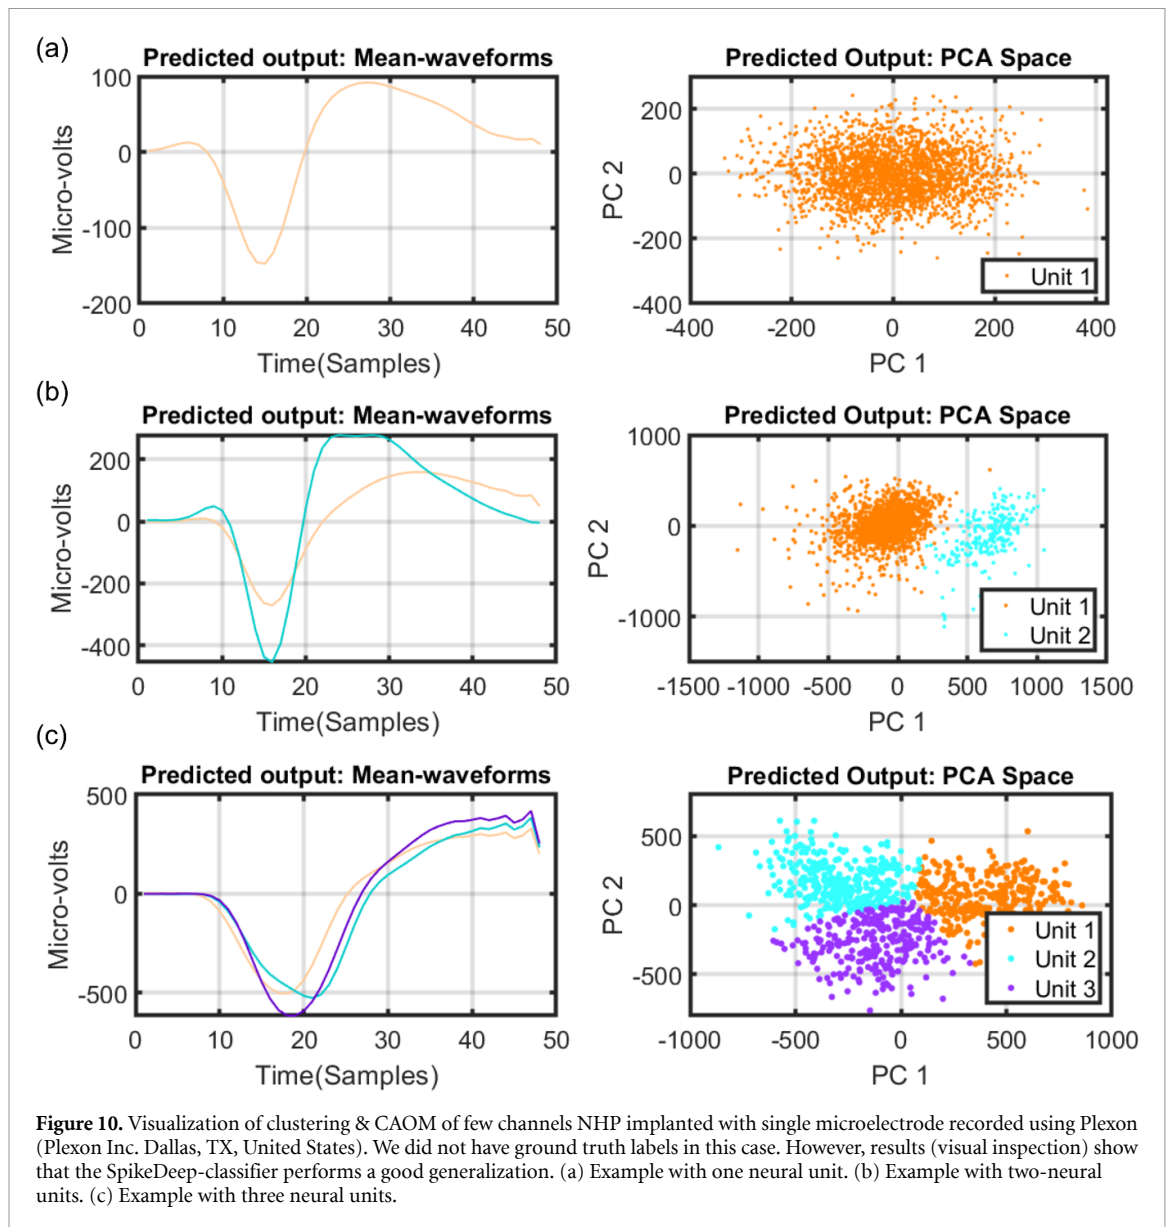 (a)
Predicted output: Mean-waveforms
100
0
-100
-200
Micro-volts
0 10 20 30 40 50
Time(Samples)
Predicted Output: PCA Space
200
0
-200
-400
PC 2
Unit 1
-400 -200 0 200 400
PC 1
(b)
Predicted output: Mean-waveforms
200
0
-200
-400
Micro-volts
0 10 20 30 40 50
Time(Samples)
Predicted Output: PCA Space
1000
0
-1000
PC 2
Unit 1
Unit 2
-1500 -1000 -500 0 500 1000 1500
PC 1
(c)
Predicted output: Mean-waveforms
500
0
-500
Micro-volts
0 10 20 30 40 50
Time(Samples)
Predicted Output: PCA Space
500
0
-500
PC 2
Unit 1
Unit 2
Unit 3
-1000 -500 0 500 1000
PC 1
Figure 10. Visualization of clustering & CAOM of few channels NHP implanted with single microelectrode recorded using Plexon
(Plexon Inc. Dallas, TX, United States). We did not have ground truth labels in this case. However, results (visual inspection) show
that the SpikeDeep-classifier performs a good generalization. (a) Example with one neural unit. (b) Example with two-neural
units. (c) Example with three neural units.